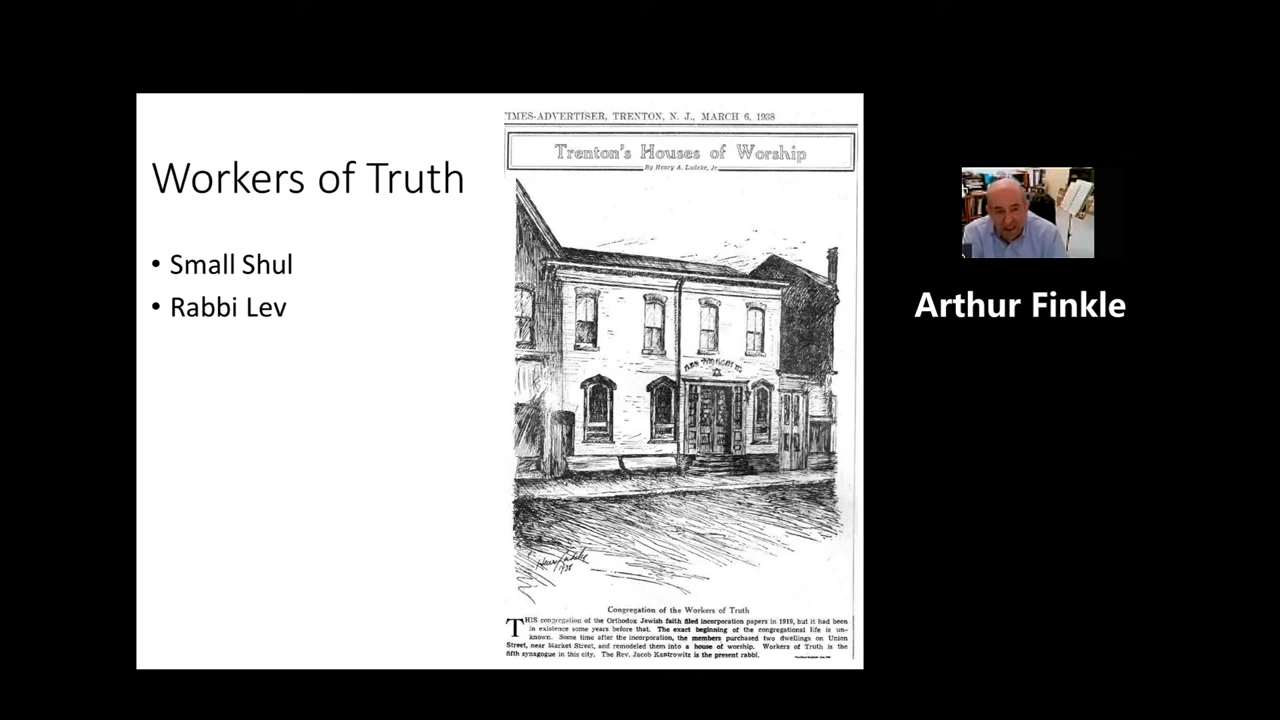 Workers of Truth
• Small Shul
• Rabbi Lev
TIMES-ADVERTISER, TRENTON, N. J., MARCH 6, 1938
Trenton's Houses of Worship
By Henry A. Ludeke, Jr.
1938
Congregation of the Workers of Truth
THIS congregation of the Orthodox Jewish faith filed incorporation papers in 1919, but it had been
in existence some years before that. The exact beginning of the congregational life is un-
known. Some time after the incorporation, the members purchased two dwellings on Union
Street, near Market Street, and remodeled them into a house of worship. Workers of Truth is the
fifth synagogue in this city. The Rev. Jacob Kantrowitz is the present rabbi.
Arthur Finkle